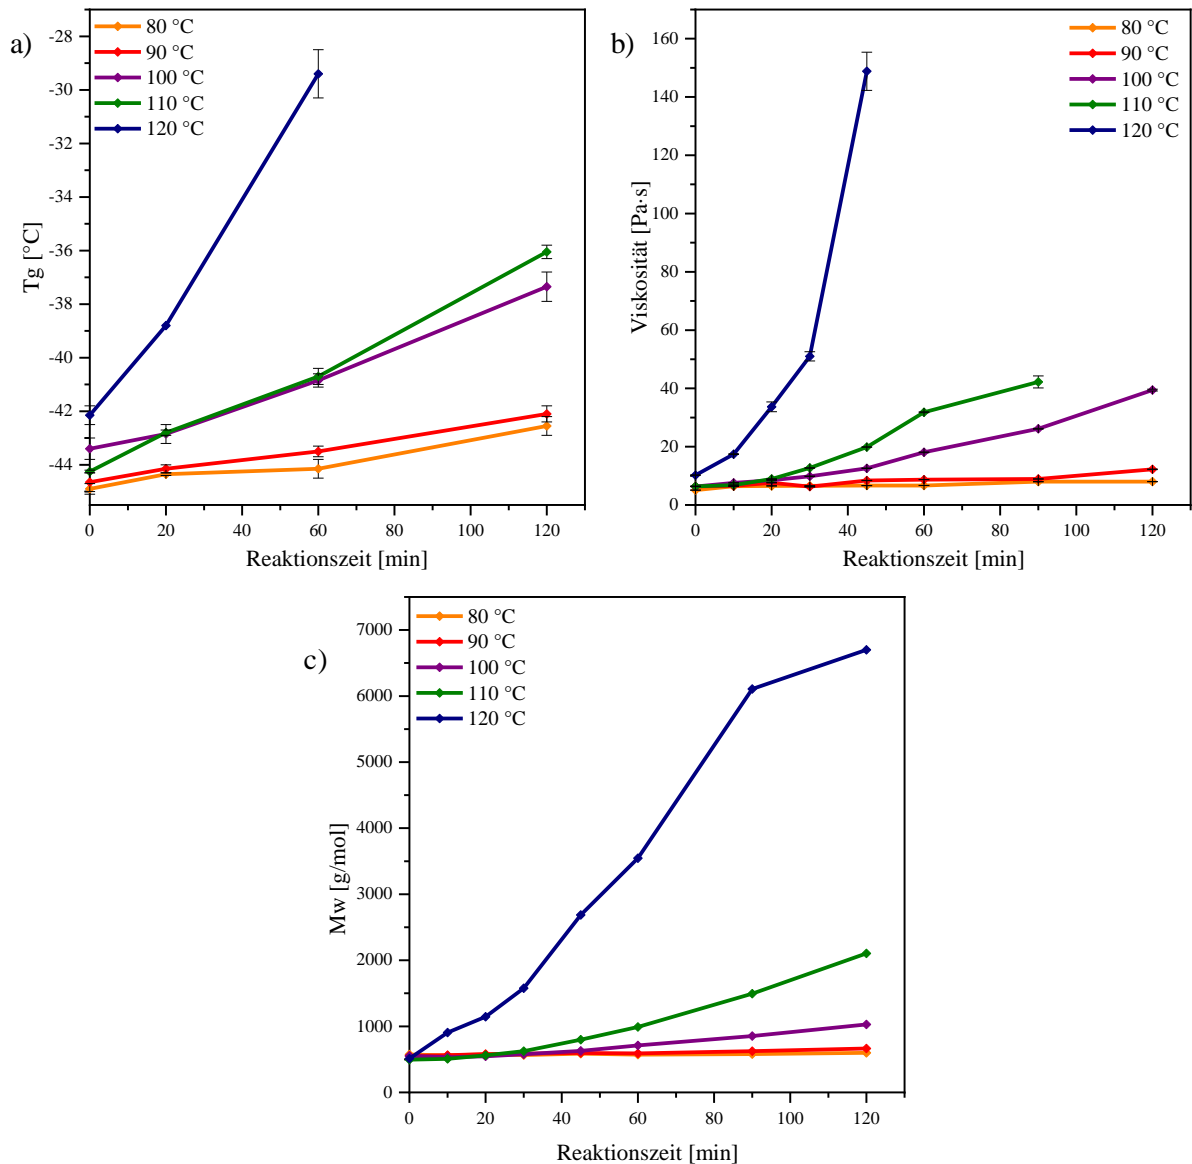 a)
80 °C
90 °C
100 °C
110 °C
120 °C
-28
-30
-32
-34
-36
-38
-40
-42
-44
Tg [°C]
0 20 40 60 80 100 120
Reaktionszeit [min]
b)
80 °C
90 °C
100 °C
110 °C
120 °C
160
140
120
100
80
60
40
20
0
Viskosität [Pa·s]
0 20 40 60 80 100 120
Reaktionszeit [min]
c)
80 °C
90 °C
100 °C
110 °C
120 °C
7000
6000
5000
4000
3000
2000
1000
0
Mw [g/mol]
0 20 40 60 80 100 120
Reaktionszeit [min]